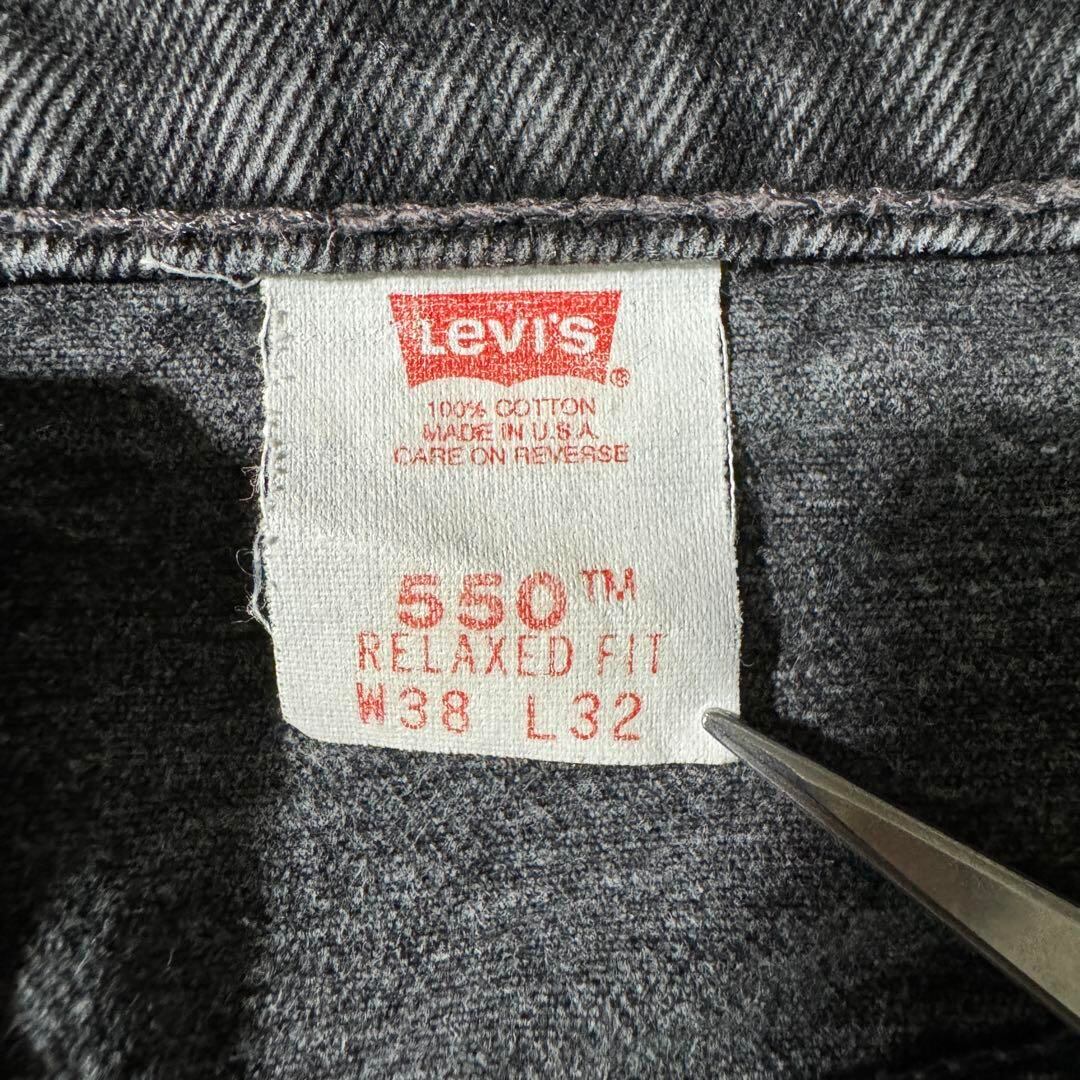 Levi's ®
100% COTTON
MADE IN U.S.A.
CARE ON REVERSE
550™
RELAXED FIT
W38 L32